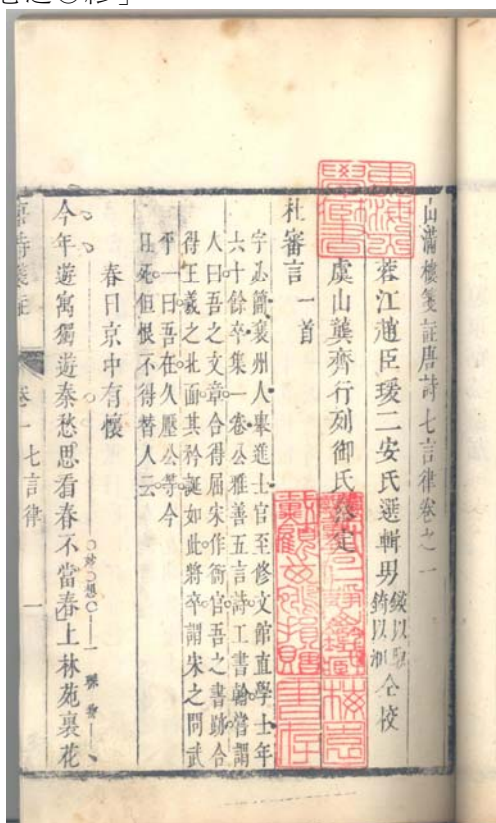 山滿樓箋註唐詩七言律卷之一
蓉江趙臣瑗二安氏選輯男
錡以
仝校
虞山龔齊行列御氏參定
杜審言 一首
字必簡襄州人舉進士官至修文館直學士年
六十餘卒集一卷公雅善五言詩工書翰嘗謂
人曰吾之文章合得屈宋作衙官吾之書跡合
得王羲之北面其矜誕如此將卒謂宋之問武
平一曰吾在久壓公等今
且死但恨不得替人云
春日京中有懷
今年遊寓獨遊秦愁思看春不當春上林苑裏花
唐詩箋註 卷一 七言律 一